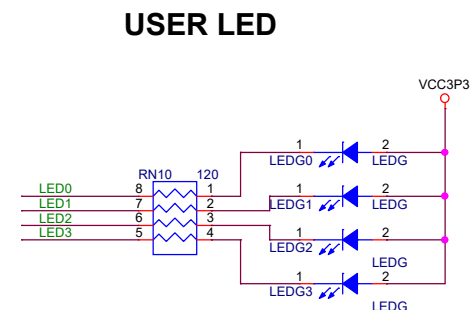 USER LED
VCC3P3
1 2
LEDG0 LEDG
RN10 120
LED0 8 1
1 2
LED1 7 2
LEDG1 LEDG
LED2 6 3
LED3 5 4
1 2
LEDG2 LEDG
1 2
LEDG3 LEDG